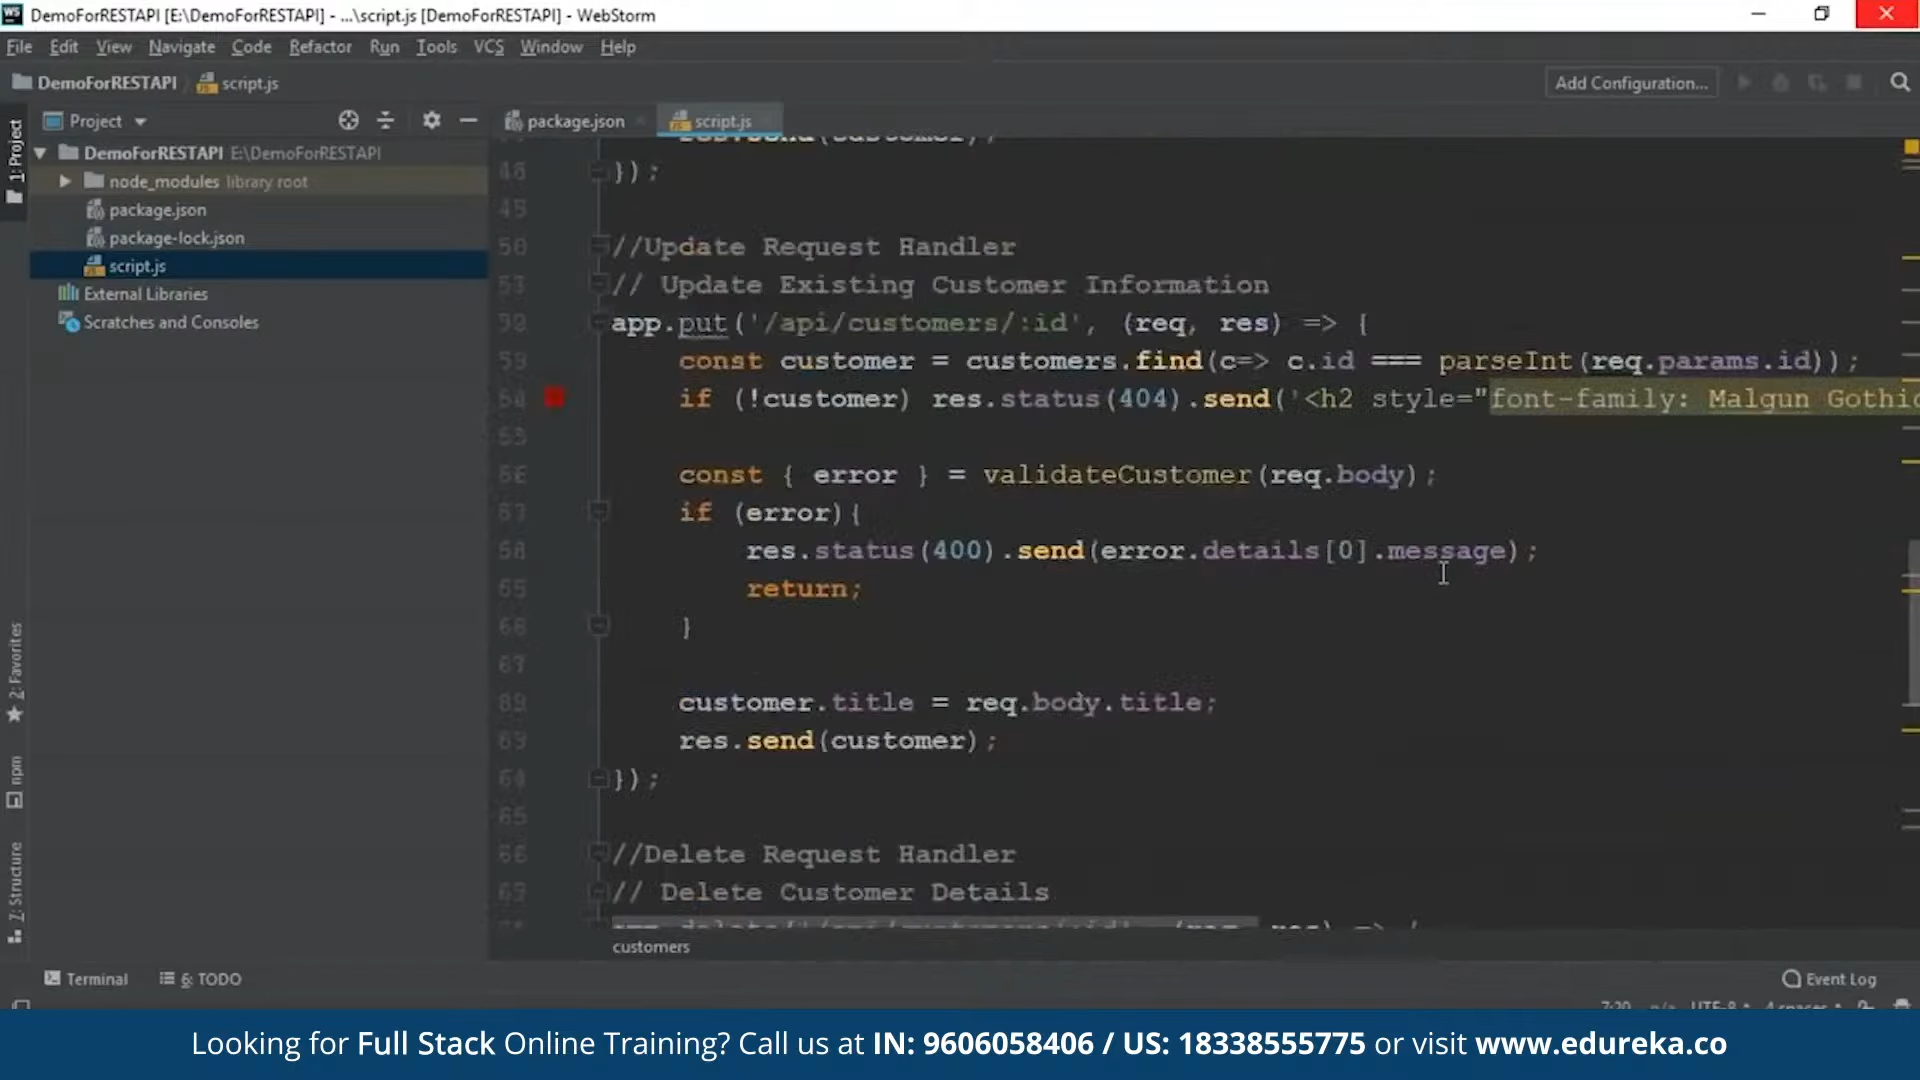 DemoForRESTAPI [E:\DemoForRESTAPI] - ...\script.js [DemoForRESTAPI] - WebStorm
File Edit View Navigate Code Refactor Run Tools VCS Window Help
DemoForRESTAPI script.js Add Configuration...
1: Project
Project
package.json
script.js
DemoForRESTAPI E:\DemoForRESTAPI
node_modules library root
package.json
package-lock.json
script.js
External Libraries
Scratches and Consoles
});
//Update Request Handler
// Update Existing Customer Information
app.put('/api/customers/:id', (req, res) => {
const customer = customers.find(c=> c.id === parseInt(req.params.id));
if (!customer) res.status(404).send('<h2 style="font-family: Malgun Gothic
const { error } = validateCustomer(req.body);
if (error){
res.status(400).send(error.details[0].message);
return;
}
customer.title = req.body.title;
res.send(customer);
});
65
//Delete Request Handler
// Delete Customer Details
customers
2: Favorites
npm
7: Structure
Terminal 6: TODO Event Log
Looking for Full Stack Online Training? Call us at IN: 9606058406 / US: 18338555775 or visit www.edureka.co